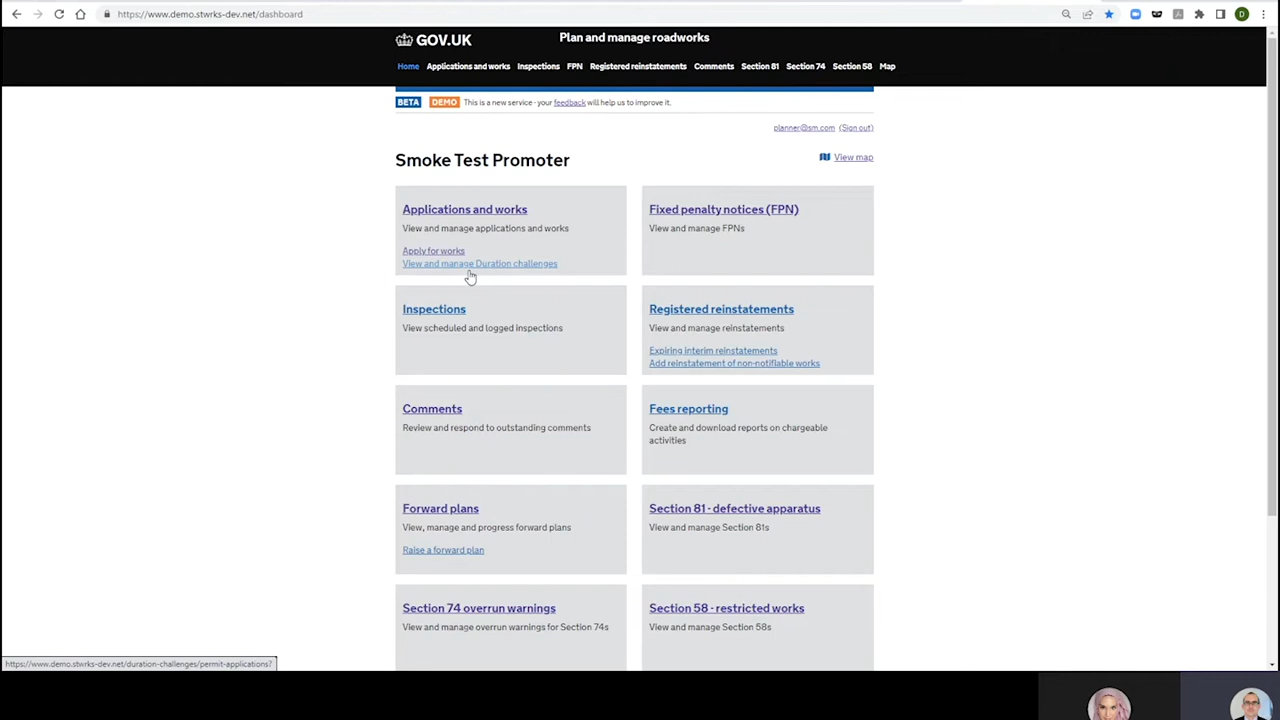 https://www.demo.stwrks-dev.net/dashboard
D
GOV.UK
Plan and manage roadworks
Home Applications and works Inspections FPN Registered reinstatements Comments Section 81 Section 74 Section 58 Map
BETA DEMO This is a new service - your feedback will help us to improve it.
planner@sm.com (Sign out)
Smoke Test Promoter
View map
Applications and works
View and manage applications and works
Apply for works
View and manage Duration challenges
Fixed penalty notices (FPN)
View and manage FPNs
Inspections
View scheduled and logged inspections
Registered reinstatements
View and manage reinstatements
Expiring interim reinstatements
Add reinstatement of non-notifiable works
Comments
Review and respond to outstanding comments
Fees reporting
Create and download reports on chargeable
activities
Forward plans
View, manage and progress forward plans
Raise a forward plan
Section 81 - defective apparatus
View and manage Section 81s
Section 74 overrun warnings
View and manage overrun warnings for Section 74s
Section 58 - restricted works
View and manage Section 58s
https://www.demo.stwrks-dev.net/duration-challenges/permit-applications?